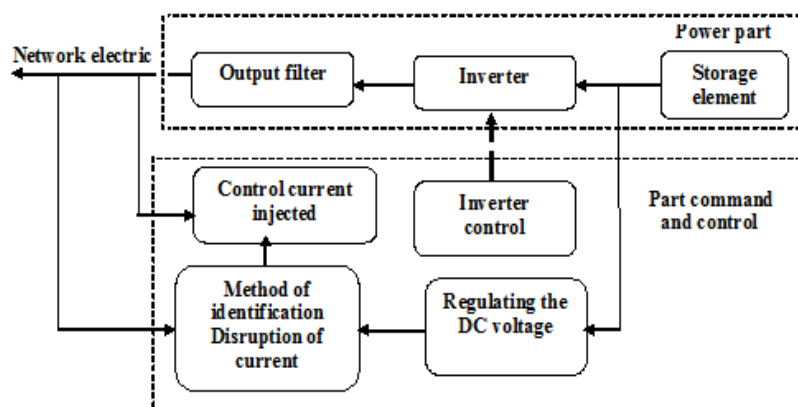 Power part
Network electric
Output filter
Inverter
Storage
element
Control current
injected
Inverter
control
Part command
and control
Method of
identification
Disruption of
current
Regulating the
DC voltage